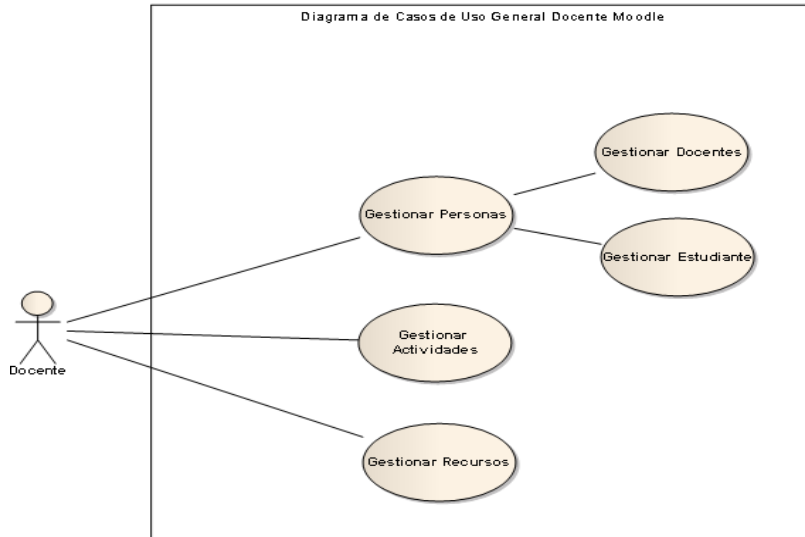 Diagrama de Casos de Uso General Docente Moodle
Gestionar Docentes
Gestionar Personas
Gestionar Estudiante
Gestionar
Actividades
Docente
Gestionar Recursos